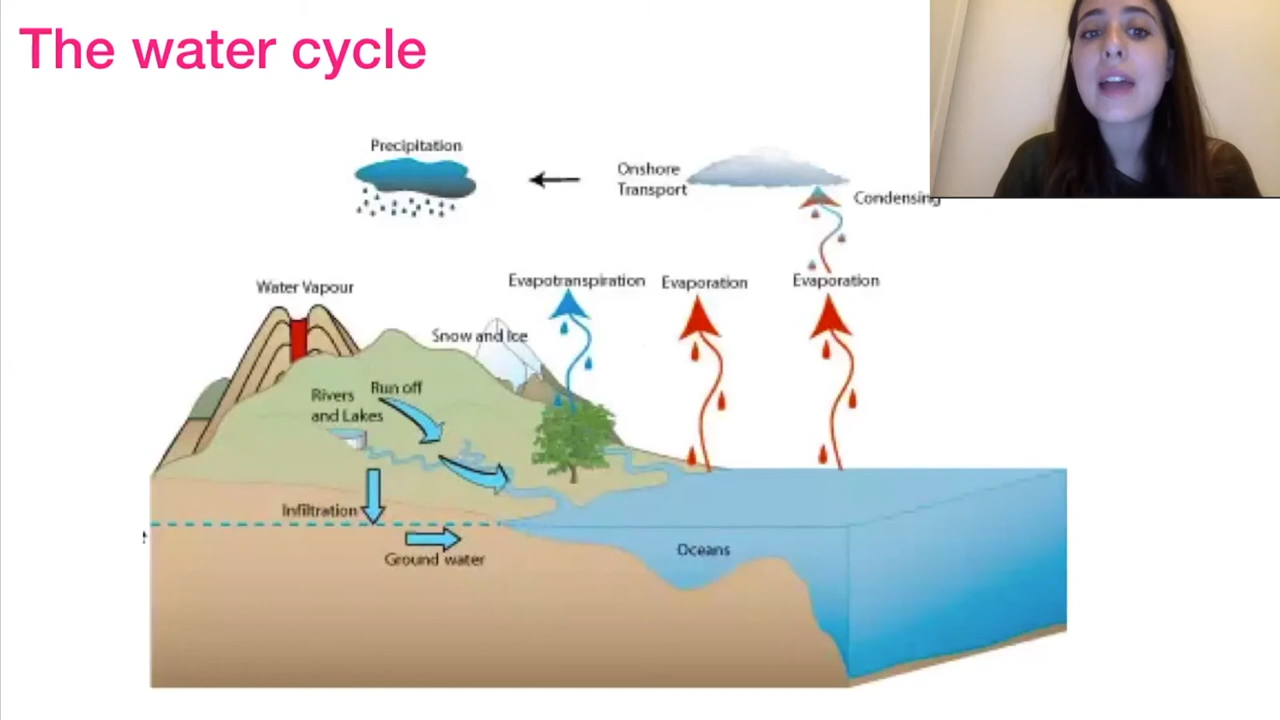 The water cycle
Precipitation
Onshore
Transport
Condensing
Water Vapour
Evapotranspiration
Evaporation
Evaporation
Snow and Ice
Rivers
and Lakes
Run off
Infiltration
Ground water
Oceans